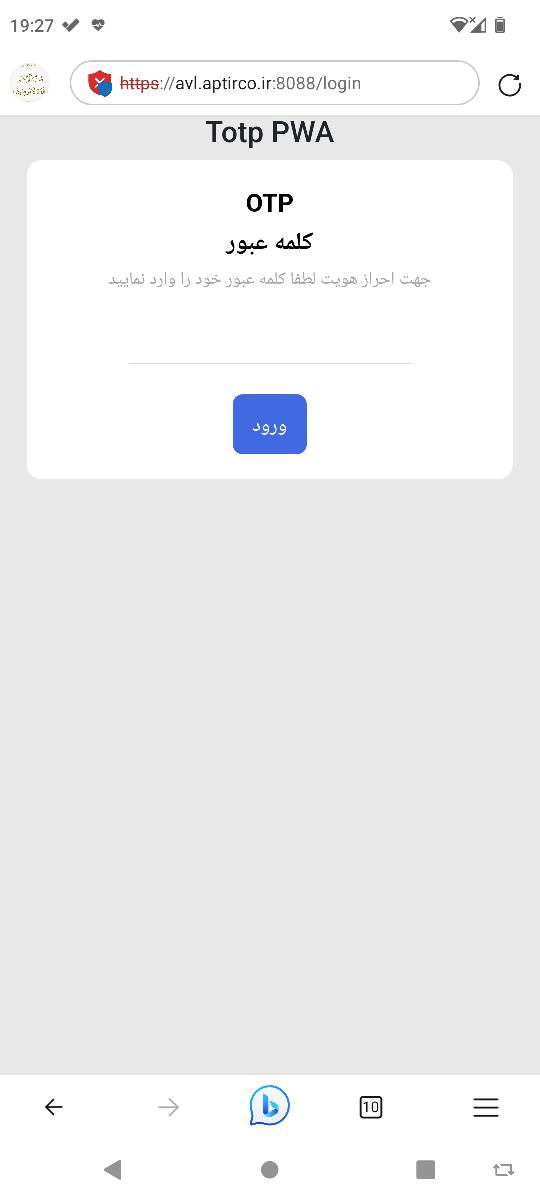 19:27
https://avl.aptirco.ir:8088/login
Totp PWA
OTP
کلمه عبور
جهت احراز هویت لطفا کلمه عبور خود را وارد نمایید
ورود
10